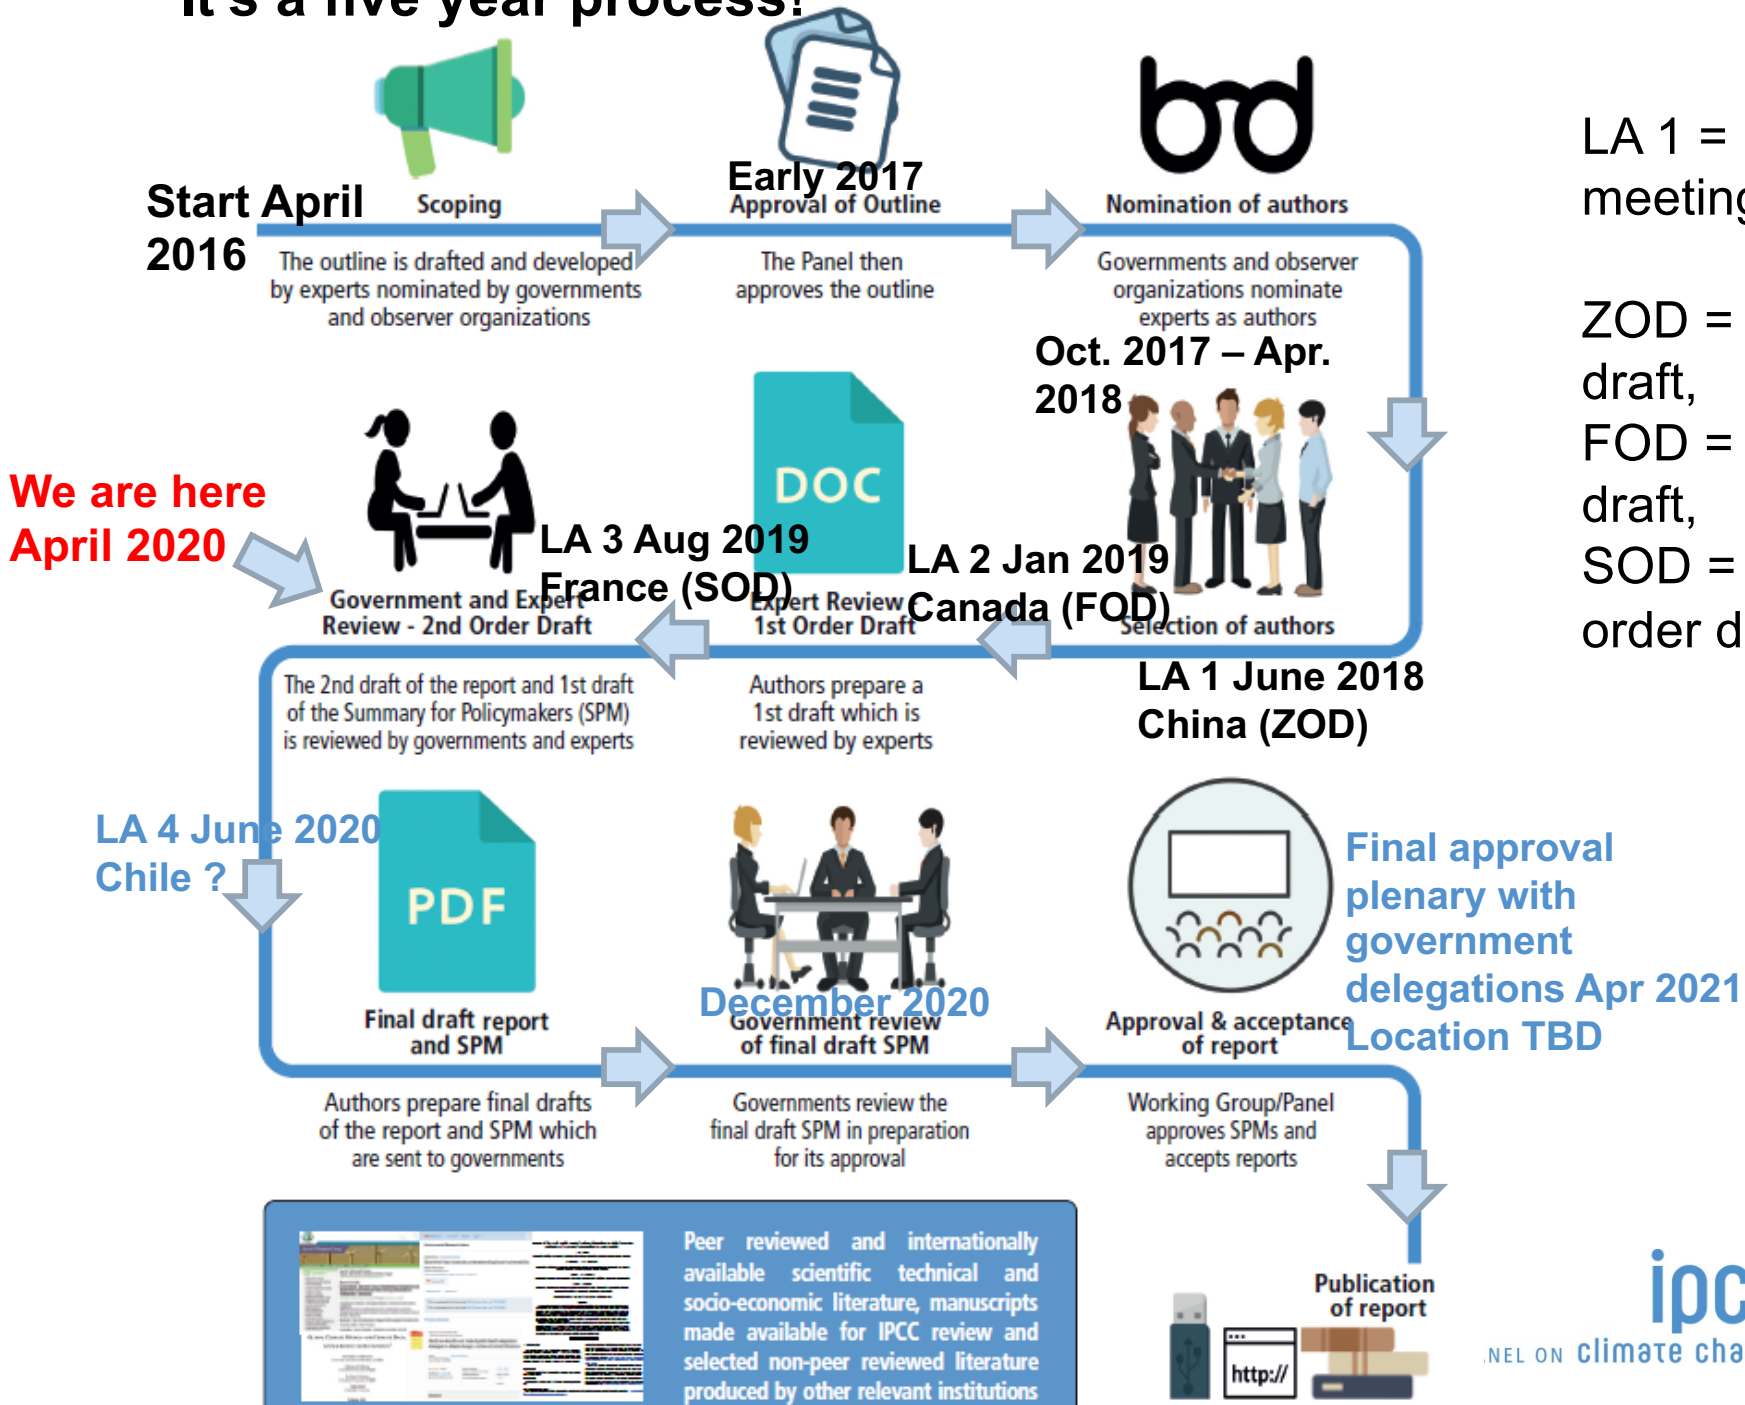 It's a five year process!
Start April
2016
Scoping
The outline is drafted and developed
by experts nominated by governments
and observer organizations
Early 2017
Approval of Outline
The Panel then
approves the outline
Nomination of authors
Governments and observer
organizations nominate
experts as authors
LA 1 =
meeting
ZOD =
draft,
FOD =
draft,
SOD =
order d
Oct. 2017 – Apr.
2018
Selection of authors
LA 1 June 2018
China (ZOD)
LA 2 Jan 2019
Canada (FOD)
DOC
Expert Review -
1st Order Draft
Authors prepare a
1st draft which is
reviewed by experts
LA 3 Aug 2019
France (SOD)
We are here
April 2020
Government and Expert
Review - 2nd Order Draft
The 2nd draft of the report and 1st draft
of the Summary for Policymakers (SPM)
is reviewed by governments and experts
LA 4 June 2020
Chile ?
PDF
Final draft report
and SPM
Authors prepare final drafts
of the report and SPM which
are sent to governments
December 2020
Government review
of final draft SPM
Governments review the
final draft SPM in preparation
for its approval
Approval & acceptance
of report
Working Group/Panel
approves SPMs and
accepts reports
Final approval
plenary with
government
delegations Apr 2021
Location TBD
Peer reviewed and internationally
available scientific technical and
socio-economic literature, manuscripts
made available for IPCC review and
selected non-peer reviewed literature
produced by other relevant institutions
Publication
of report
http://
ipc
NEL ON climate cha